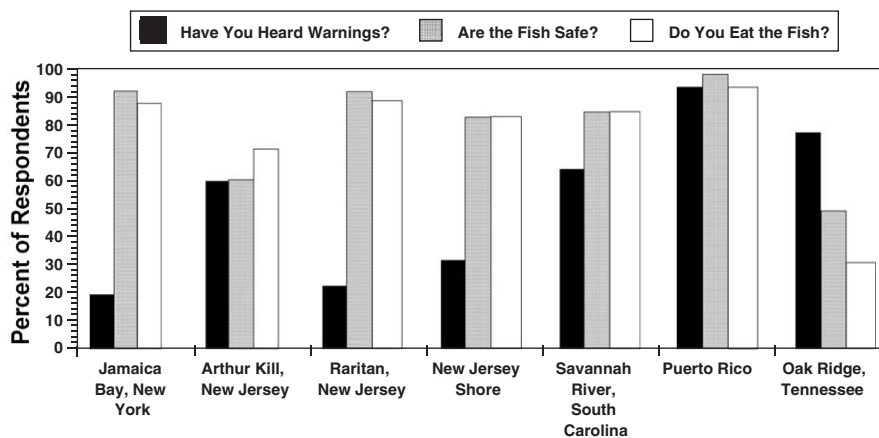 Have You Heard Warnings? Are the Fish Safe? Do You Eat the Fish?
Percent of Respondents
100
90
80
70
60
50
40
30
20
10
0
Jamaica
Bay, New
York
Arthur Kill,
New Jersey
Raritan,
New Jersey
New Jersey
Shore
Savannah
River,
South
Carolina
Puerto Rico
Oak Ridge,
Tennessee